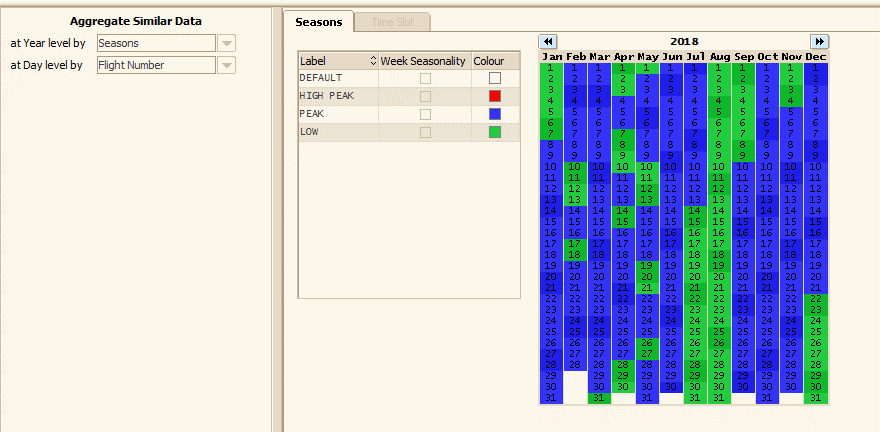 Aggregate Similar Data
at Year level by Seasons
at Day level by Flight Number
Seasons Time Slot
Label Week Seasonality Colour
DEFAULT
HIGH PEAK
PEAK
LOW
2018
Jan Feb Mar Apr May Jun Jul Aug Sep Oct Nov Dec
1 1 1 1 1 1 1 1 1 1 1 1
2 2 2 2 2 2 2 2 2 2 2 2
3 3 3 3 3 3 3 3 3 3 3 3
4 4 4 4 4 4 4 4 4 4 4 4
5 5 5 5 5 5 5 5 5 5 5 5
6 6 6 6 6 6 6 6 6 6 6 6
7 7 7 7 7 7 7 7 7 7 7 7
8 8 8 8 8 8 8 8 8 8 8 8
9 9 9 9 9 9 9 9 9 9 9 9
10 10 10 10 10 10 10 10 10 10 10 10
11 11 11 11 11 11 11 11 11 11 11 11
12 12 12 12 12 12 12 12 12 12 12 12
13 13 13 13 13 13 13 13 13 13 13 13
14 14 14 14 14 14 14 14 14 14 14 14
15 15 15 15 15 15 15 15 15 15 15 15
16 16 16 16 16 16 16 16 16 16 16 16
17 17 17 17 17 17 17 17 17 17 17 17
18 18 18 18 18 18 18 18 18 18 18 18
19 19 19 19 19 19 19 19 19 19 19 19
20 20 20 20 20 20 20 20 20 20 20 20
21 21 21 21 21 21 21 21 21 21 21 21
22 22 22 22 22 22 22 22 22 22 22 22
23 23 23 23 23 23 23 23 23 23 23 23
24 24 24 24 24 24 24 24 24 24 24 24
25 25 25 25 25 25 25 25 25 25 25 25
26 26 26 26 26 26 26 26 26 26 26 26
27 27 27 27 27 27 27 27 27 27 27 27
28 28 28 28 28 28 28 28 28 28 28 28
29 29 29 29 29 29 29 29 29 29 29
30 30 30 30 30 30 30 30 30 30 30
31 31 31 31 31 31 31